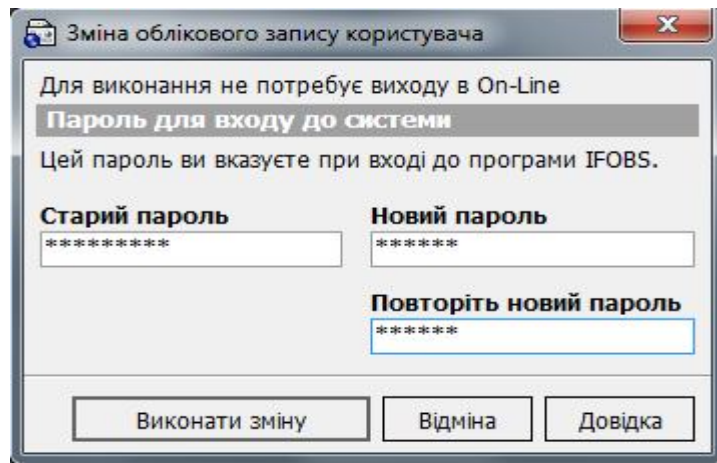 Зміна облікового запису користувача
Для виконання не потребує виходу в On-Line
Пароль для входу до системи
Цей пароль ви вказуєте при вході до програми IFOBS.
Старий пароль Новий пароль
********* ******
Повторіть новий пароль
******
Виконати зміну Відміна Довідка